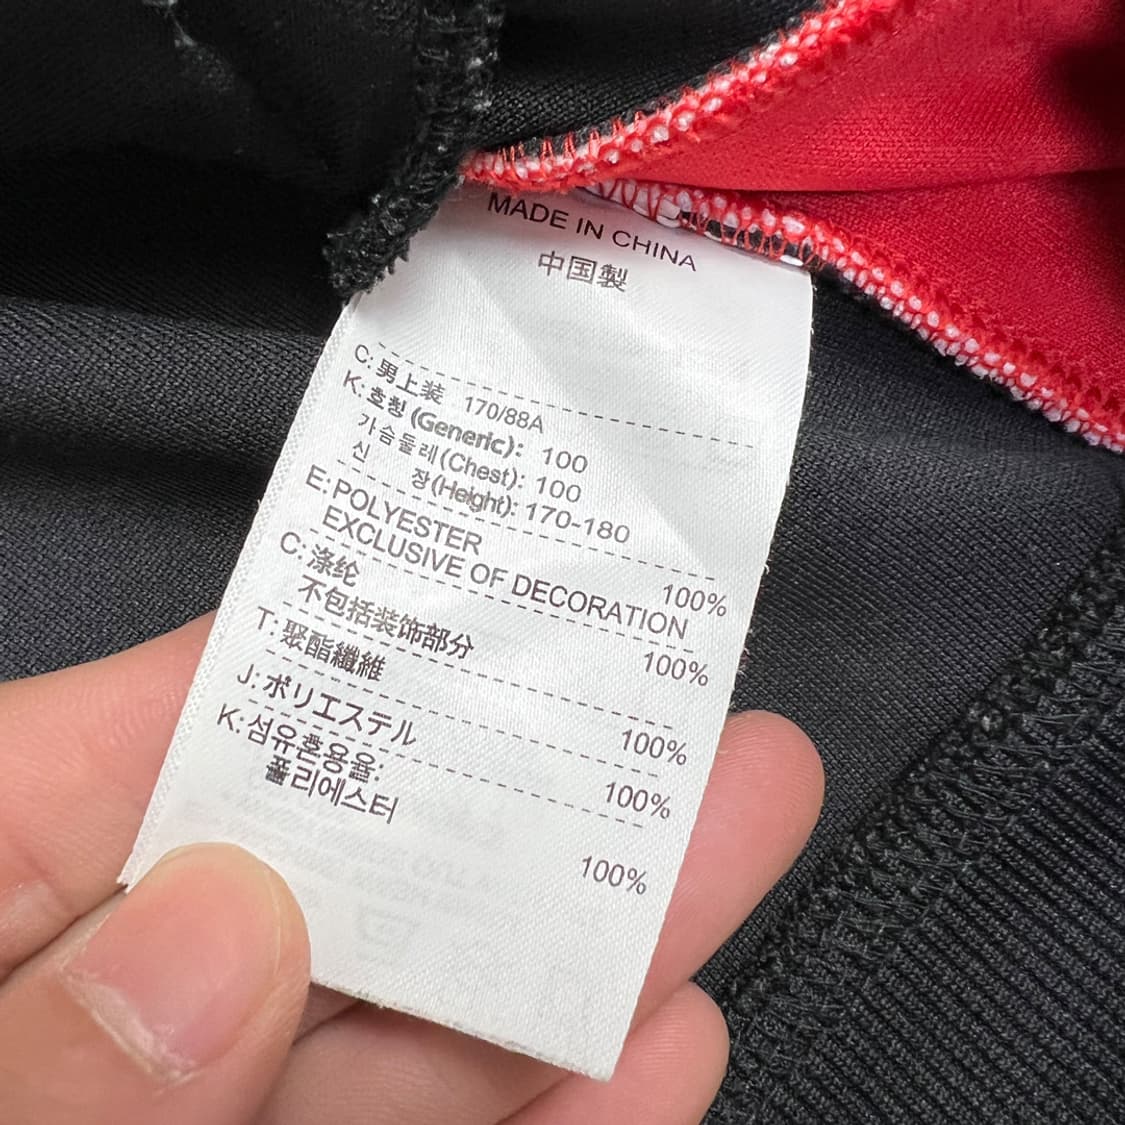 MADE IN CHINA
中国製
C: 男上装 170/88A
K. 호칭 (Generic): 100
가슴둘레(Chest): 100
신 장(Height): 170-180
E: POLYESTER 100%
EXCLUSIVE OF DECORATION
C: 涤纶 100%
不包括装饰部分
T: 聚酯纖維 100%
J: ポリエステル 100%
K: 섬유혼용율:
폴리에스터 100%